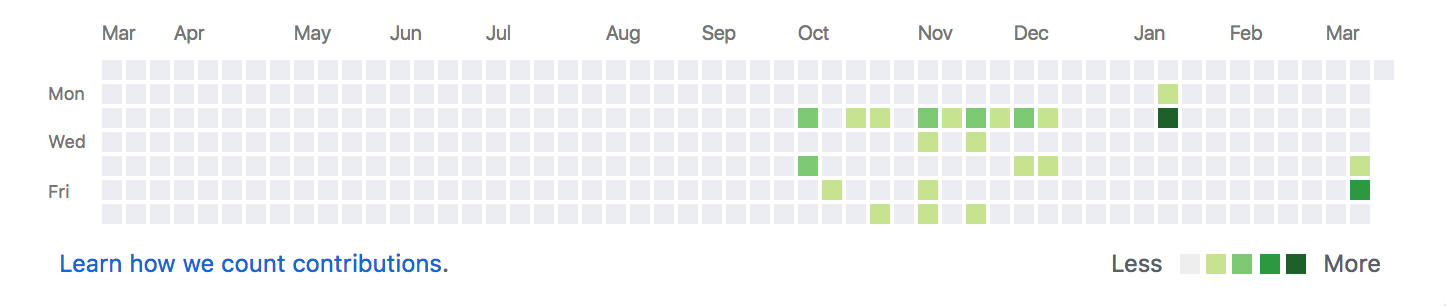 Mar Apr May Jun Jul Aug Sep Oct Nov Dec Jan Feb Mar
Mon
Wed
Fri
Learn how we count contributions. Less More